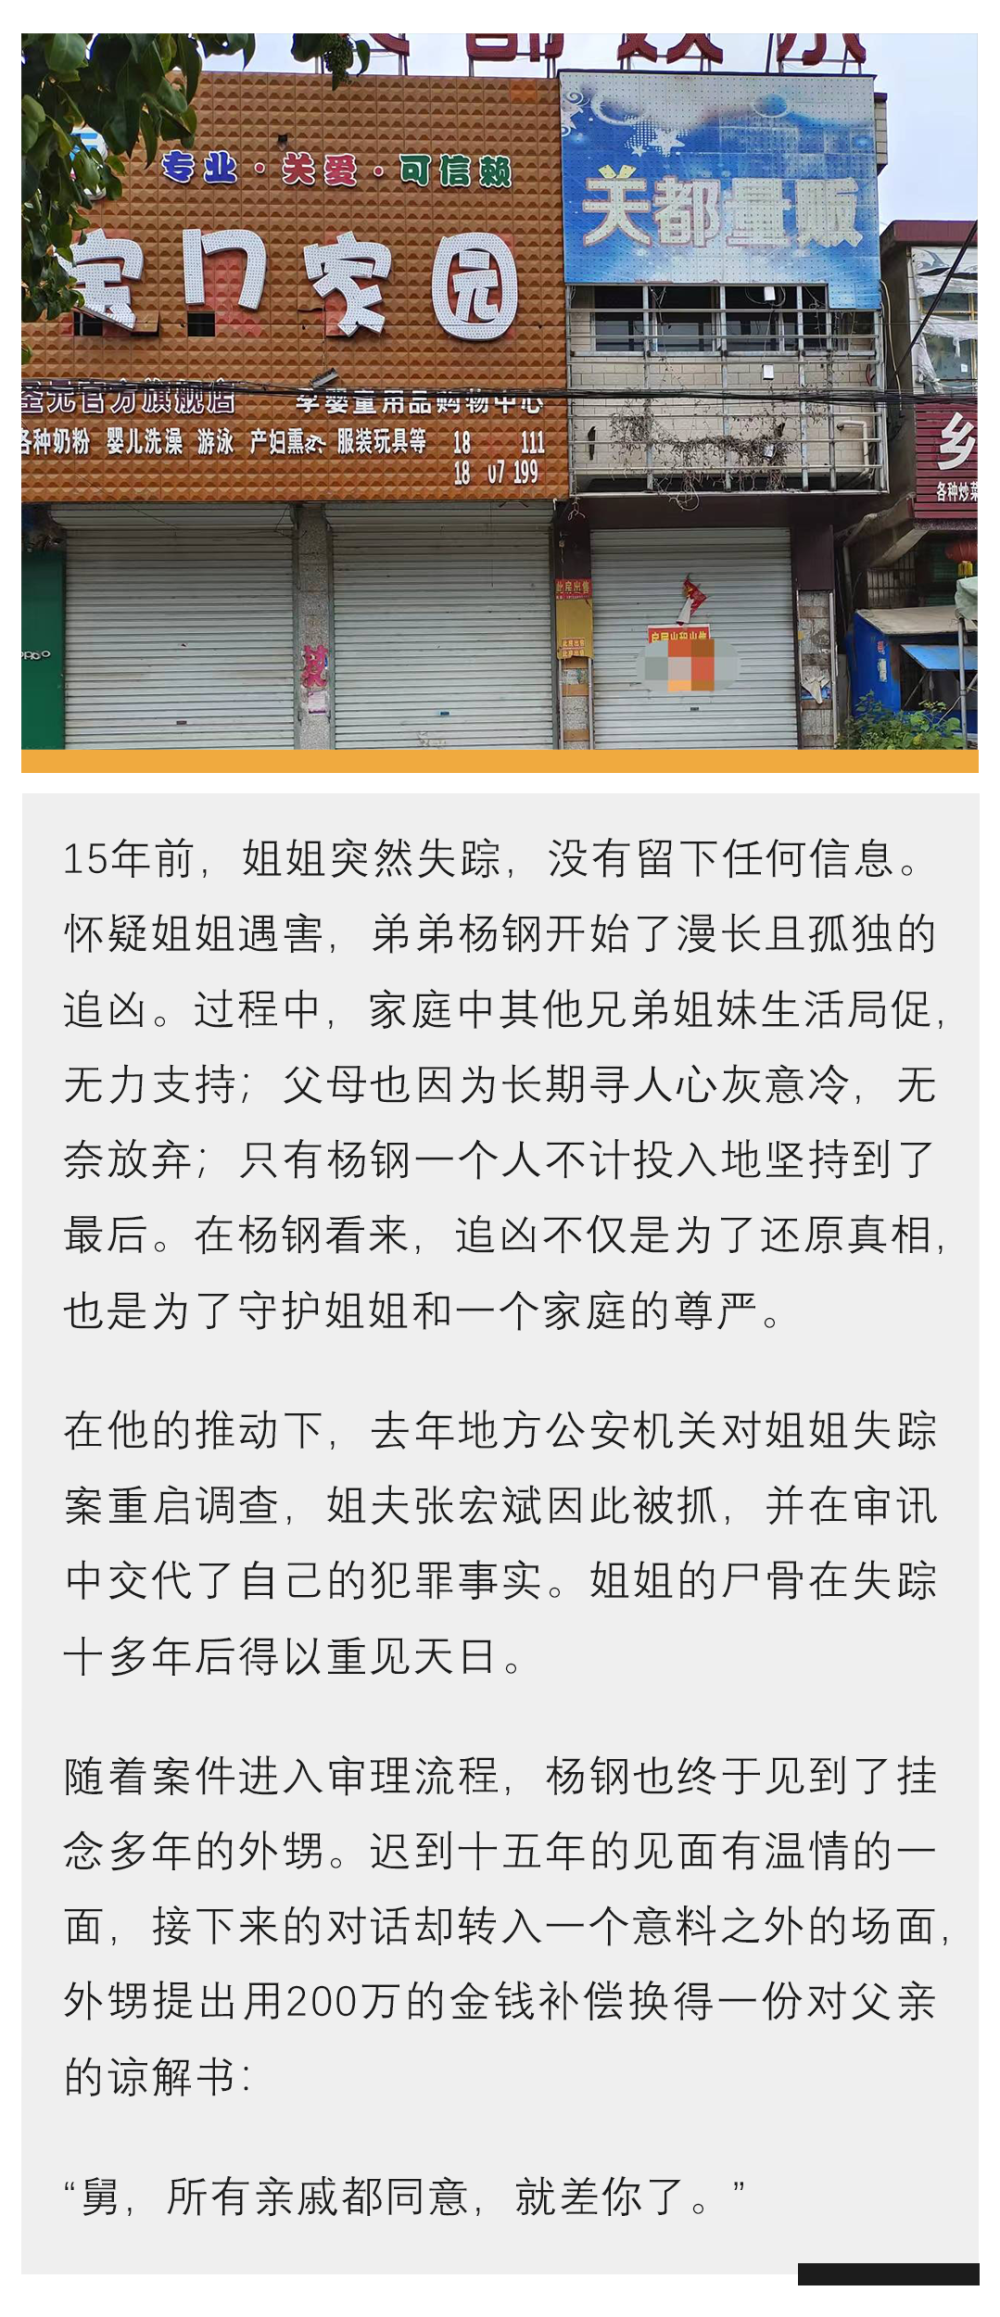 专业·关爱·可信赖
天都量贩
宝门家园
圣元官方旗舰店 孕婴童用品购物中心
各种奶粉 婴儿洗澡 游泳 产妇熏 服装玩具等 18 111
18 07 199
乡
各种炒菜
此房出售
15年前，姐姐突然失踪，没有留下任何信息。
怀疑姐姐遇害，弟弟杨钢开始了漫长且孤独的
追凶。过程中，家庭中其他兄弟姐妹生活局促，
无力支持；父母也因为长期寻人心灰意冷，无
奈放弃；只有杨钢一个人不计投入地坚持到了
最后。在杨钢看来，追凶不仅是为了还原真相，
也是为了守护姐姐和一个家庭的尊严。
在他的推动下，去年地方公安机关对姐姐失踪
案重启调查，姐夫张宏斌因此被抓，并在审讯
中交代了自己的犯罪事实。姐姐的尸骨在失踪
十多年后得以重见天日。
随着案件进入审理流程，杨钢也终于见到了挂
念多年的外甥。迟到十五年的见面有温情的一
面，接下来的对话却转入一个意料之外的场面，
外甥提出用200万的金钱补偿换得一份对父亲
的谅解书：
“舅，所有亲戚都同意，就差你了。”